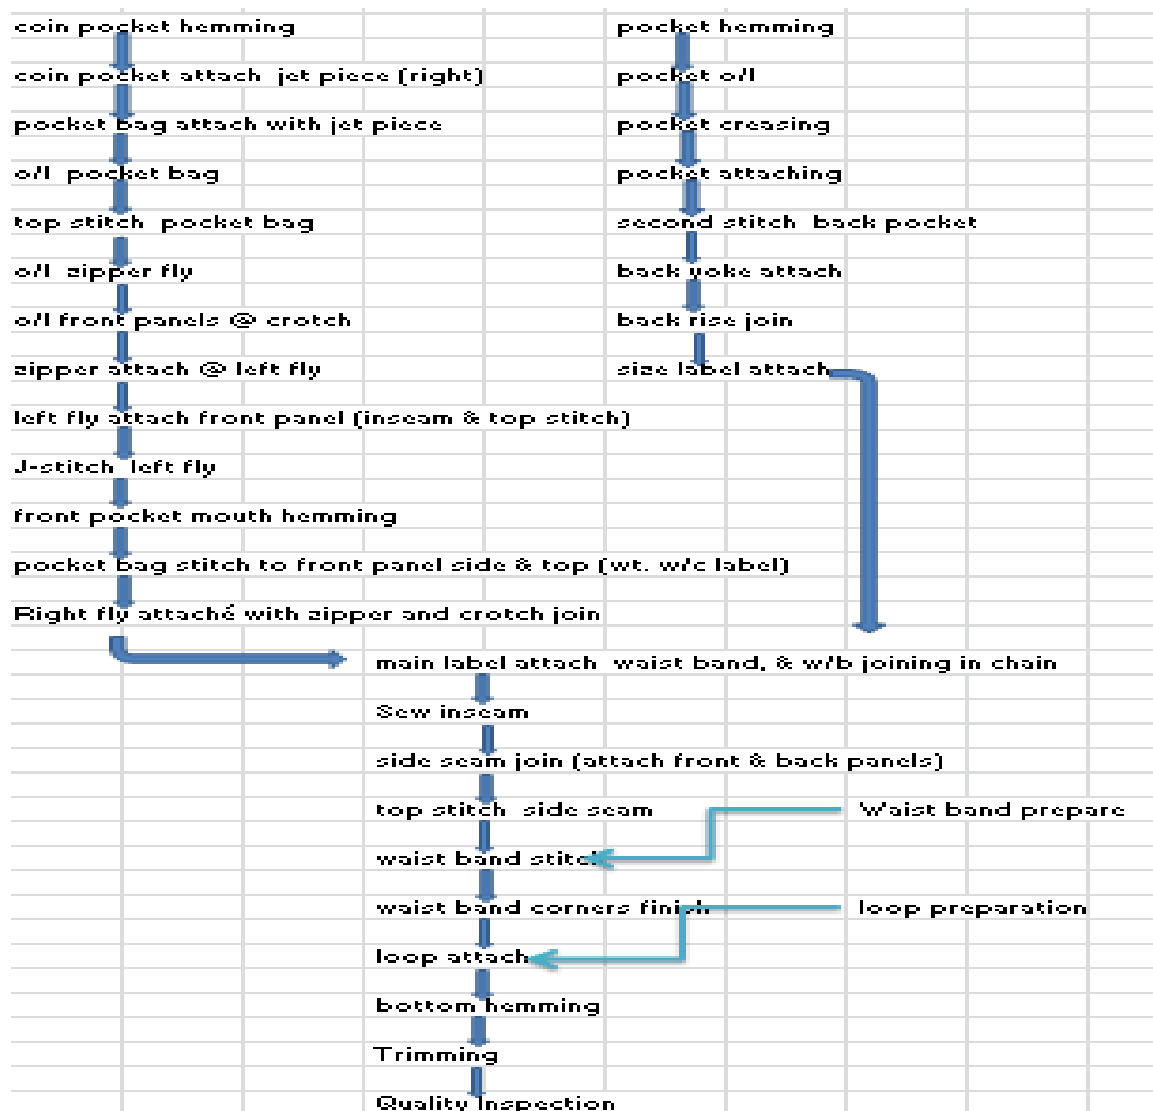 coin pocket hemming
coin pocket attach jet piece (right)
pocket bag attach with jet piece
o/l pocket bag
top stitch pocket bag
o/l zipper fly
o/l front panels @ crotch
zipper attach @ left fly
left fly attach front panel (inseam & top stitch)
J-stitch left fly
front pocket mouth hemming
pocket bag stitch to front panel side & top (wt. w/c label)
Right fly attaché with zipper and crotch join
pocket hemming
pocket o/l
pocket creasing
pocket attaching
second stitch back pocket
back yoke attach
back rise join
size label attach
main label attach waist band, & w/b joining in chain
Sew inseam
side seam join (attach front & back panels)
top stitch side seam
Waist band prepare
waist band stitch
waist band corners finish
loop preparation
loop attach
bottom hemming
Trimming
Quality Inspection